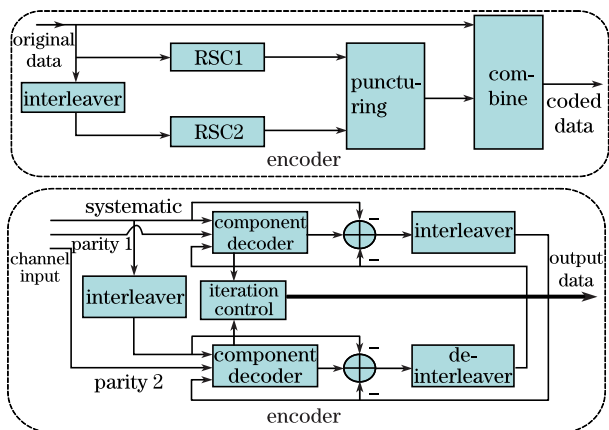 original
data
RSC1
interleaver
RSC2
punctu-
ring
com-
bine
coded
data
encoder
systematic
parity 1
channel
input
component
decoder
−
−
interleaver
interleaver
iteration
control
output
data
component
decoder
−
−
de-
interleaver
parity 2
encoder